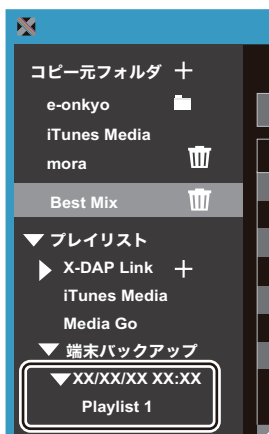 コピー元フォルダ +
e-onkyo
iTunes Media
mora
Best Mix
▼ プレイリスト
▶ X-DAP Link +
iTunes Media
Media Go
▼ 端末バックアップ
▼XX/XX/XX XX:XX
Playlist 1